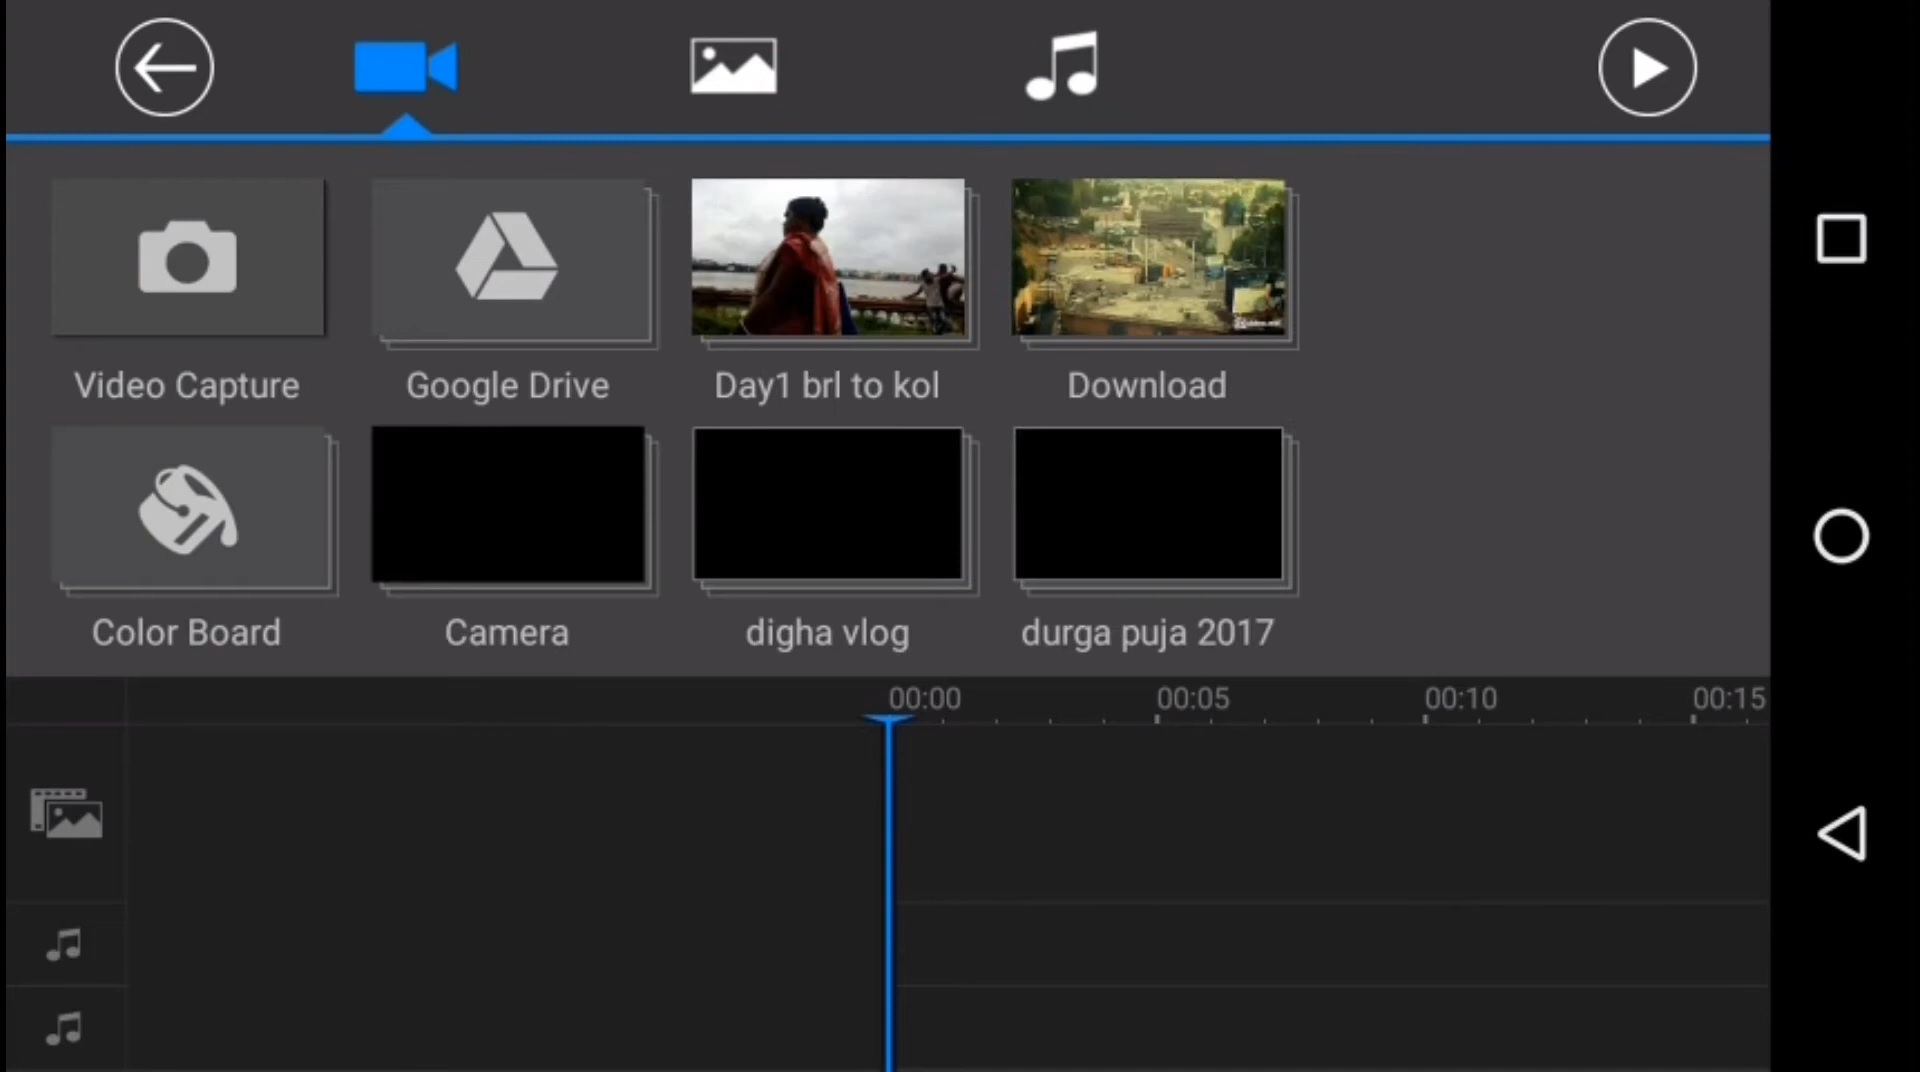 Video Capture
Google Drive
Day1 brl to kol
Download
Color Board
Camera
digha vlog
durga puja 2017
00:00
00:05
00:10
00:15